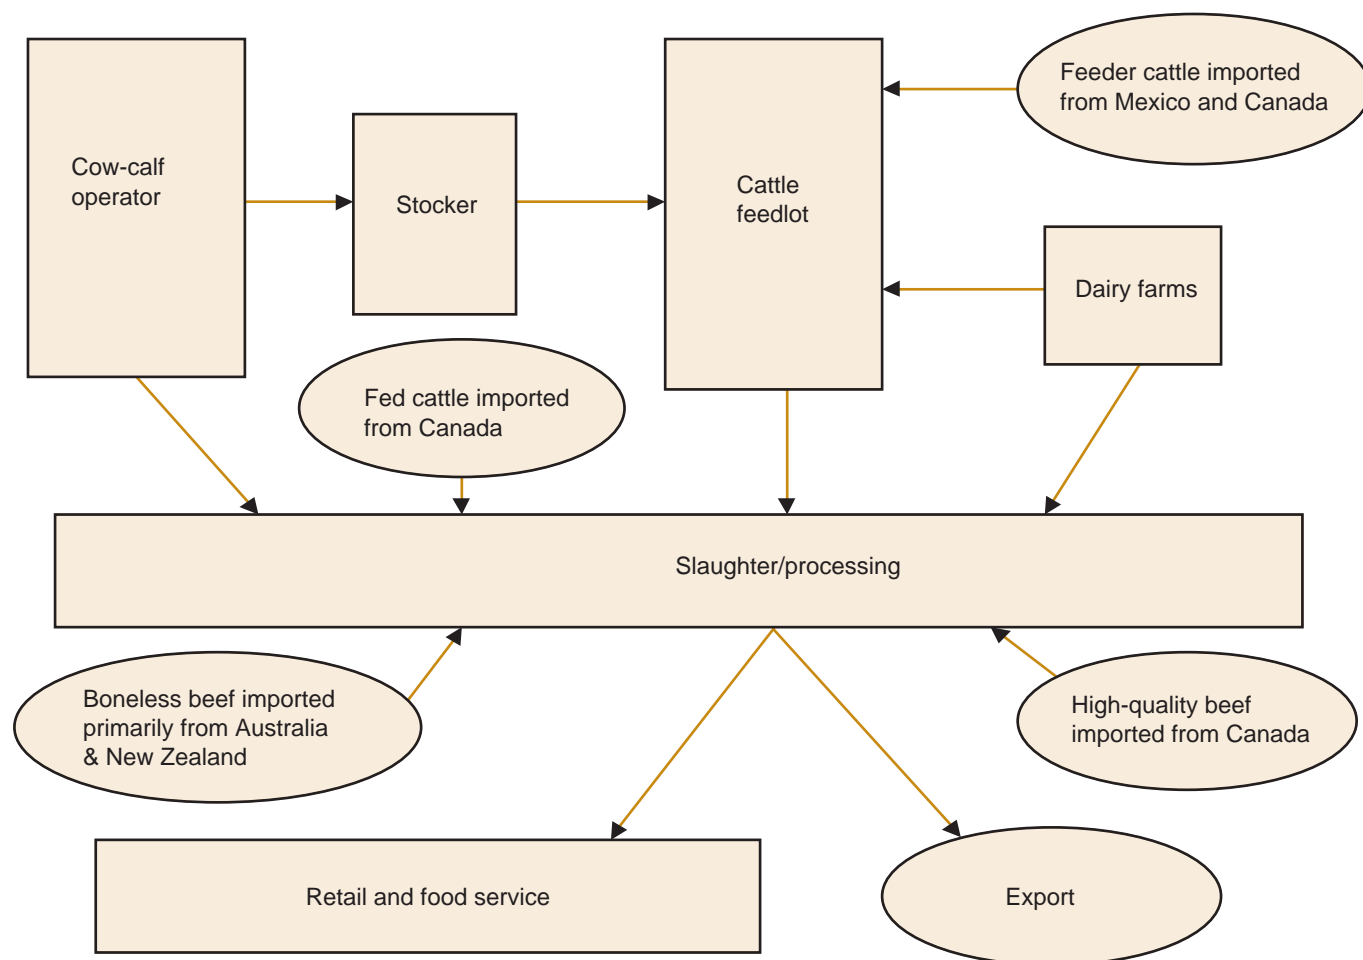 Feeder cattle imported
from Mexico and Canada
Cow-calf
operator
Stocker
Cattle
feedlot
Dairy farms
Fed cattle imported
from Canada
Slaughter/processing
Boneless beef imported
primarily from Australia
& New Zealand
High-quality beef
imported from Canada
Retail and food service
Export